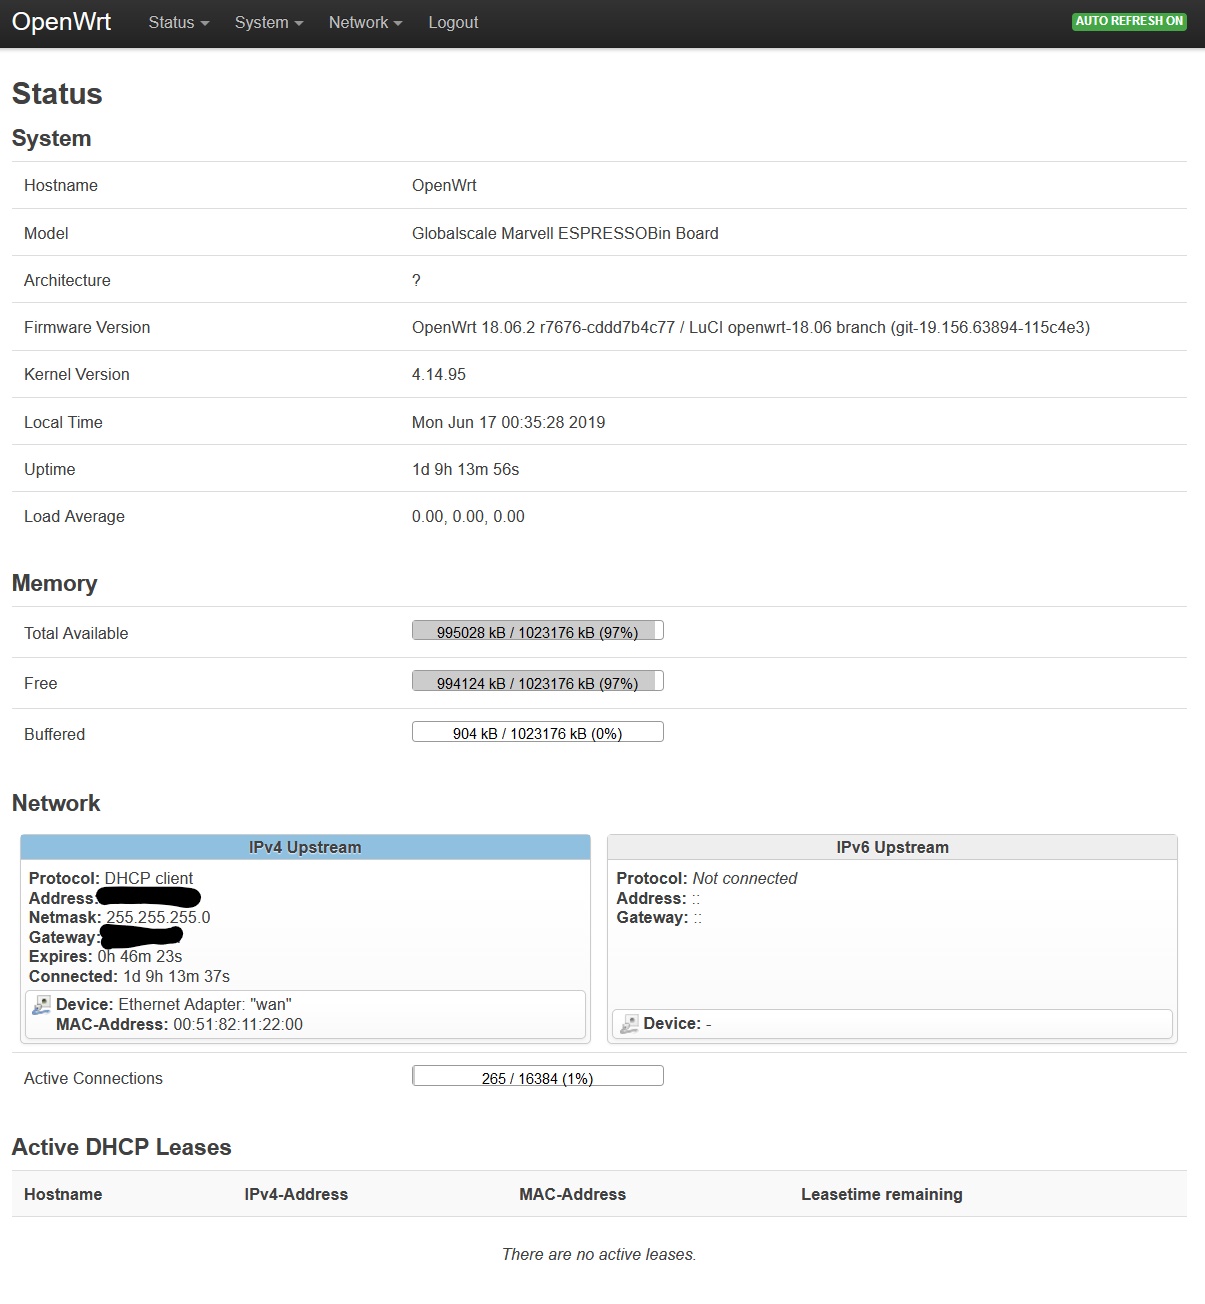 OpenWrt Status System Network Logout AUTO REFRESH ON
Status
System
Hostname OpenWrt
Model Globalscale Marvell ESPRESSOBin Board
Architecture ?
Firmware Version OpenWrt 18.06.2 r7676-cddd7b4c77 / LuCI openwrt-18.06 branch (git-19.156.63894-115c4e3)
Kernel Version 4.14.95
Local Time Mon Jun 17 00:35:28 2019
Uptime 1d 9h 13m 56s
Load Average 0.00, 0.00, 0.00
Memory
Total Available 995028 kB / 1023176 kB (97%)
Free 994124 kB / 1023176 kB (97%)
Buffered 904 kB / 1023176 kB (0%)
Network
IPv4 Upstream
Protocol: DHCP client
Address:
Netmask: 255.255.255.0
Gateway:
Expires: 0h 46m 23s
Connected: 1d 9h 13m 37s
Device: Ethernet Adapter: "wan"
MAC-Address: 00:51:82:11:22:00
IPv6 Upstream
Protocol: Not connected
Address: ::
Gateway: ::
Device: -
Active Connections 265 / 16384 (1%)
Active DHCP Leases
Hostname IPv4-Address MAC-Address Leasetime remaining
There are no active leases.